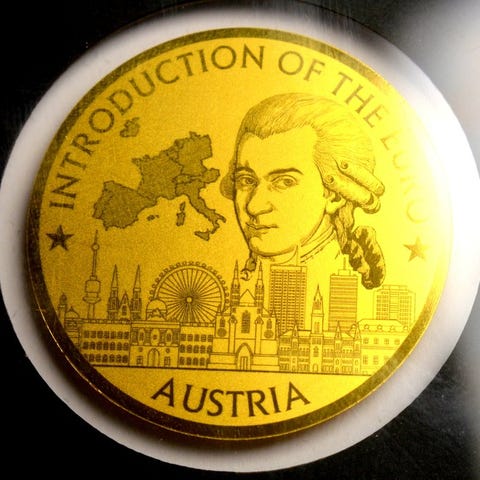 INTRODUCTION OF THE EURO
AUSTRIA